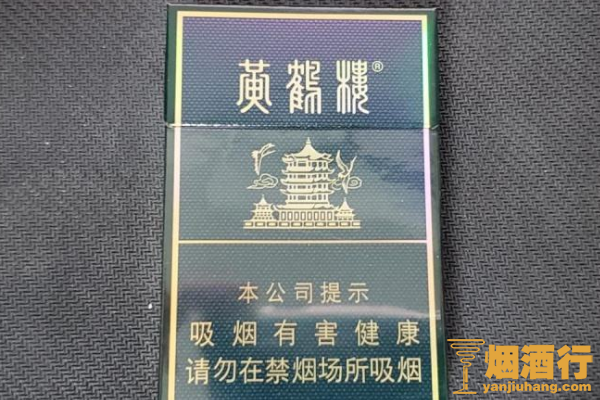 黄鹤楼®
本公司提示
吸烟有害健康
请勿在禁烟场所吸烟
烟酒行
yanjiuhang.com